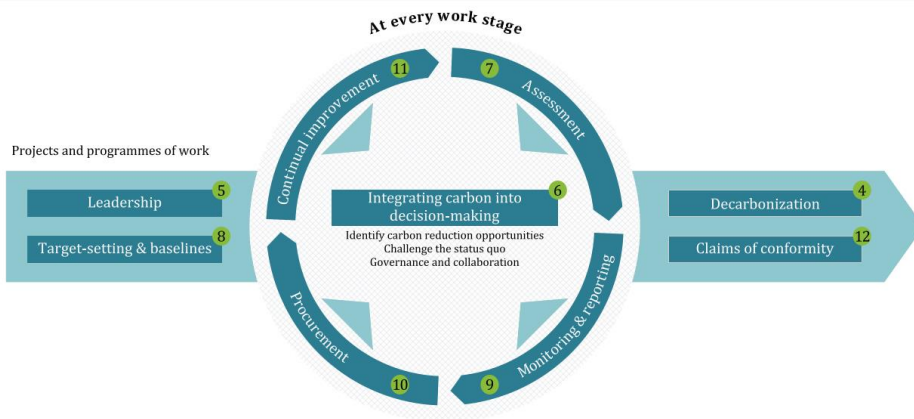 At every work stage
11
7
Continual improvement
Assessment
Projects and programmes of work
5
Leadership
8
Target-setting & baselines
6
Integrating carbon into
decision-making
Identify carbon reduction opportunities
Challenge the status quo
Governance and collaboration
4
Decarbonization
12
Claims of conformity
Procurement
Monitoring & reporting
10
9